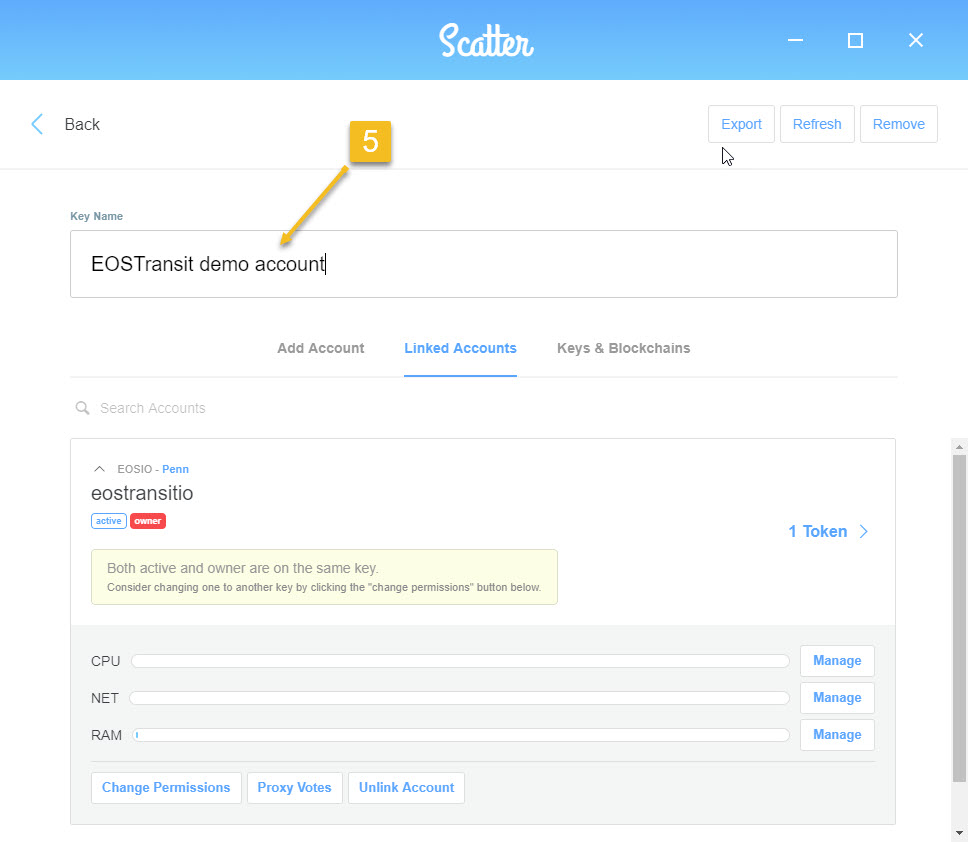 Scatter
Back
Export
Refresh
Remove
5
Key Name
EOSTransit demo account
Add Account
Linked Accounts
Keys & Blockchains
Search Accounts
EOSIO - Penn
eostransitio
active owner
1 Token
Both active and owner are on the same key.
Consider changing one to another key by clicking the "change permissions" button below.
CPU
Manage
NET
Manage
RAM
Manage
Change Permissions
Proxy Votes
Unlink Account